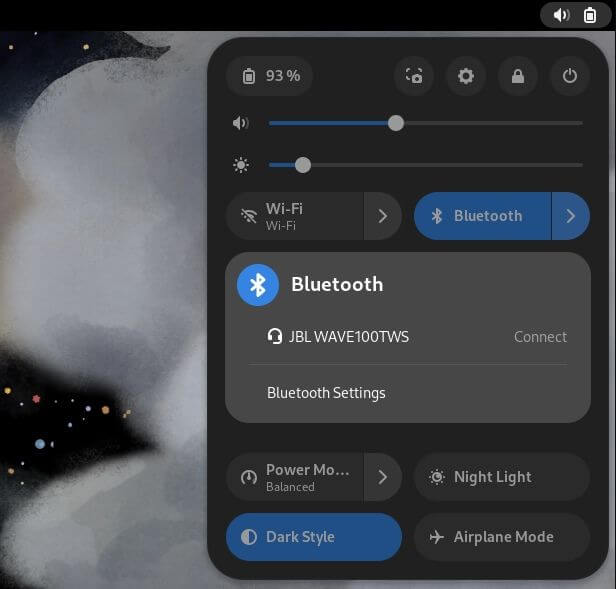 93 %
Wi-Fi
Wi-Fi
Bluetooth
Bluetooth
JBL WAVE100TWS
Connect
Bluetooth Settings
Power Mo...
Balanced
Night Light
Dark Style
Airplane Mode